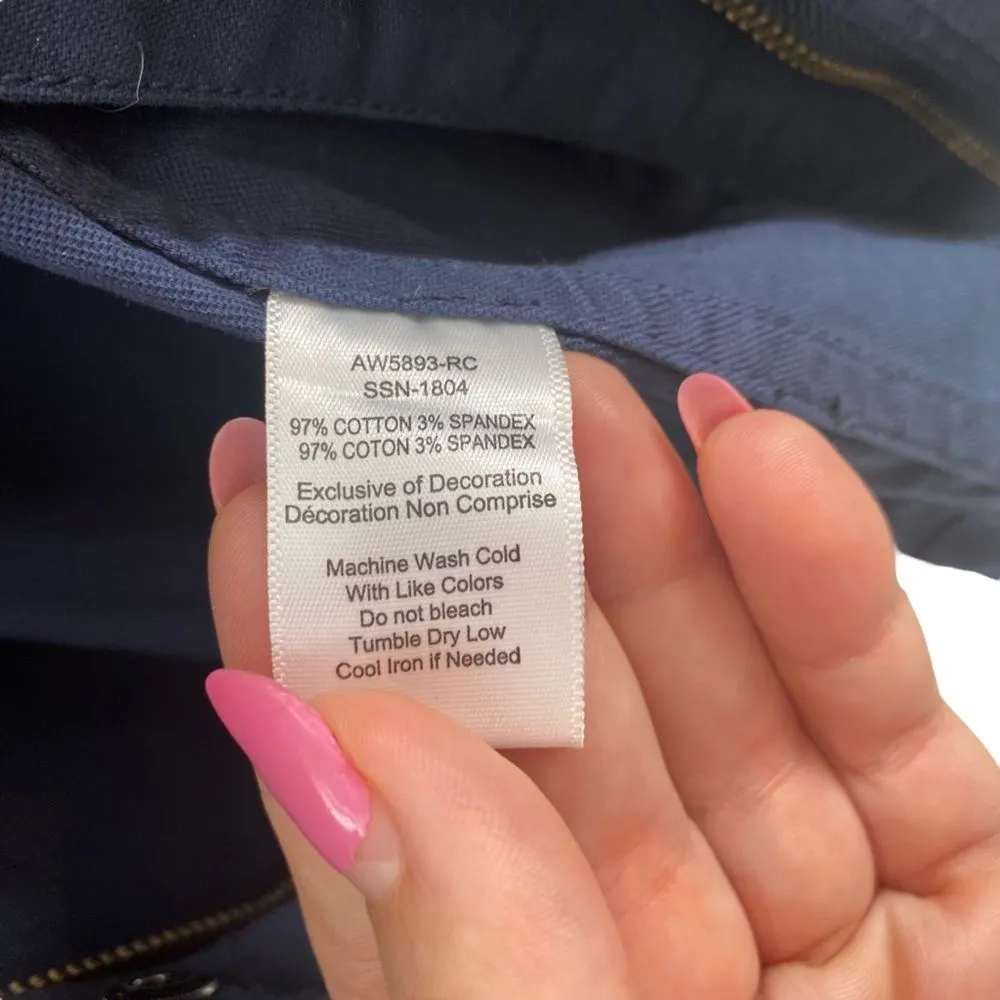 AW5893-RC
SSN-1804
97% COTTON 3% SPANDEX
97% COTON 3% SPANDEX
Exclusive of Decoration
Décoration Non Comprise
Machine Wash Cold
With Like Colors
Do not bleach
Tumble Dry Low
Cool Iron if Needed